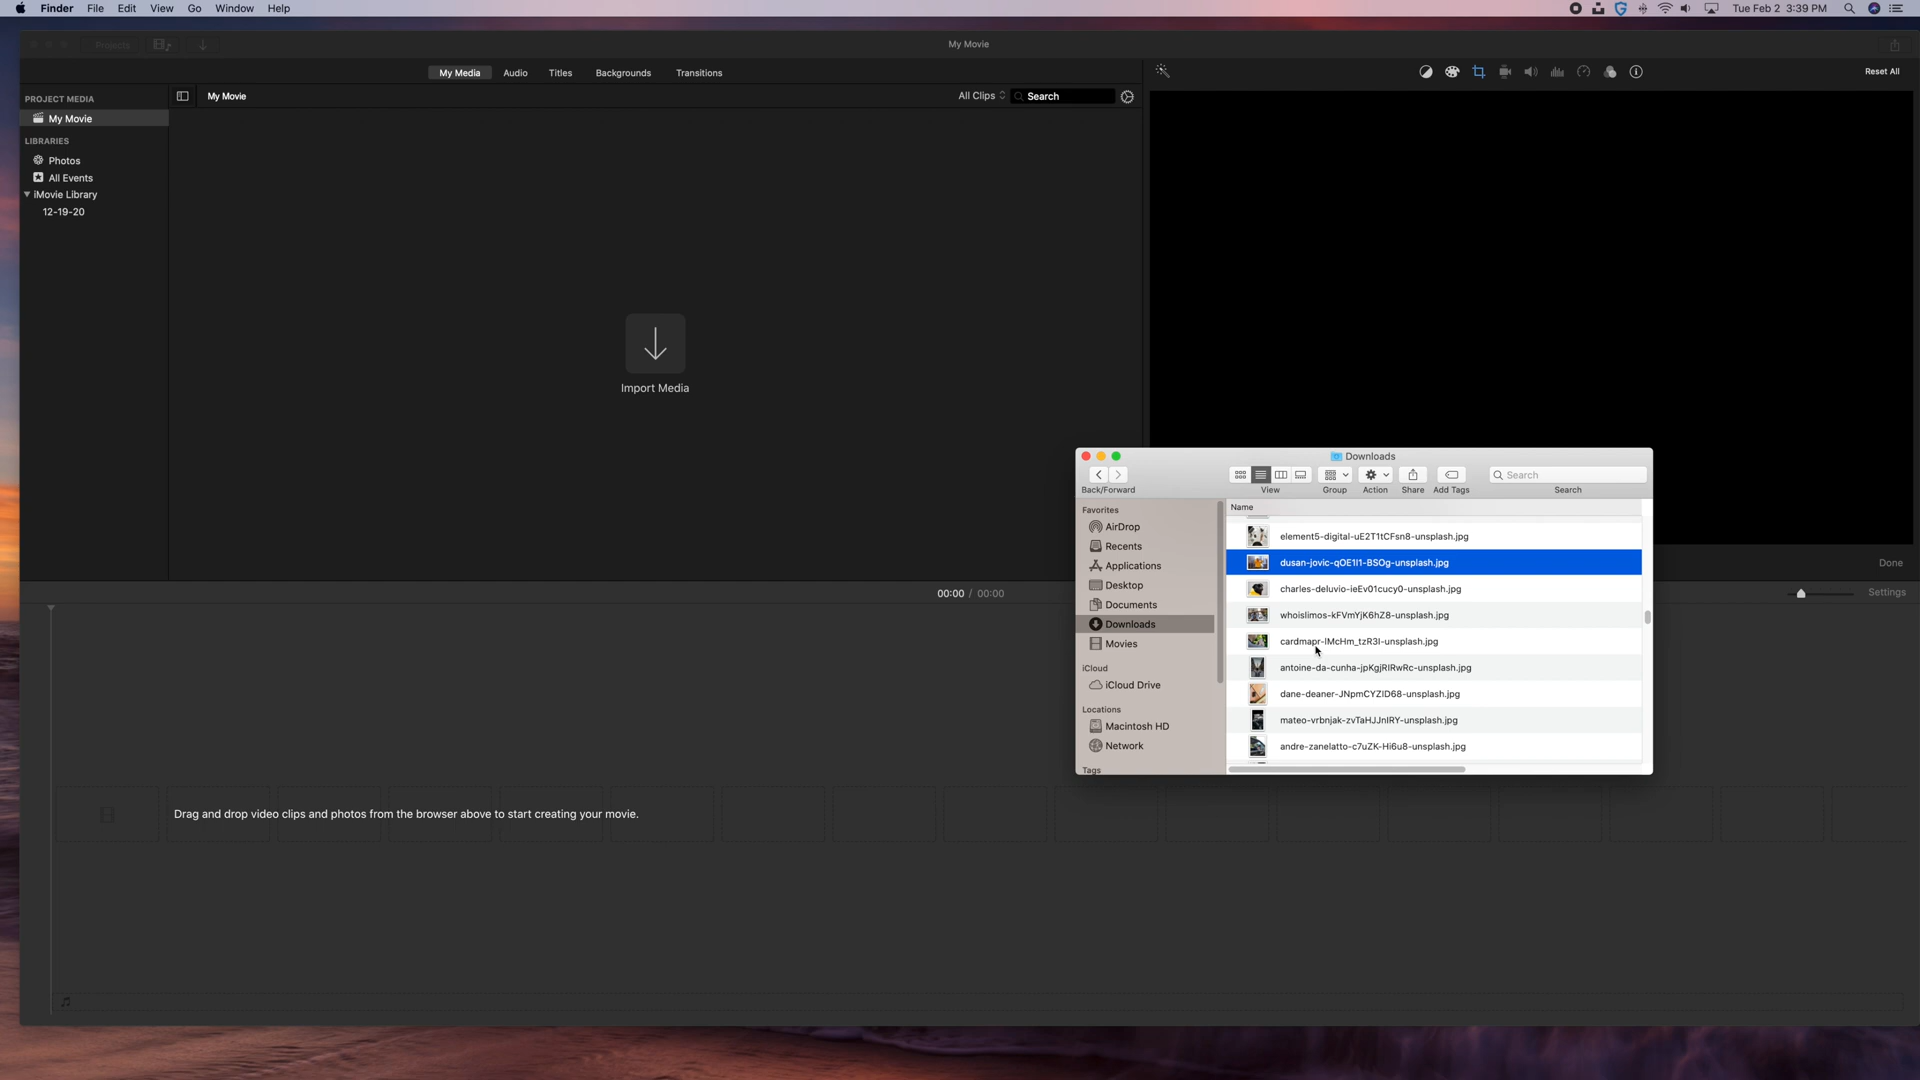 Finder File Edit View Go Window Help
Tue Feb 2 3:39 PM
Projects
My Movie
My Media Audio Titles Backgrounds Transitions
Reset All
PROJECT MEDIA
My Movie
LIBRARIES
Photos
All Events
iMovie Library
12-19-20
My Movie
All Clips
Search
Import Media
Downloads
Back/Forward
View
Group
Action
Share
Add Tags
Search
Search
Favorites
AirDrop
Recents
Applications
Desktop
Documents
Downloads
Movies
iCloud
iCloud Drive
Locations
Macintosh HD
Network
Tags
Name
element5-digital-uE2T1tCFsn8-unsplash.jpg
dusan-jovic-qOE1I1-BSOg-unsplash.jpg
charles-deluvio-ieEv01cucy0-unsplash.jpg
whoislimos-kFVmYjK6hZ8-unsplash.jpg
cardmapr-lMcHm_tzR3I-unsplash.jpg
antoine-da-cunha-jpKgjRIRwRc-unsplash.jpg
dane-deaner-JNpmCYZID68-unsplash.jpg
mateo-vrbnjak-zvTaHJJnIRY-unsplash.jpg
andre-zanelatto-c7uZK-Hi6u8-unsplash.jpg
Done
00:00 / 00:00
Settings
Drag and drop video clips and photos from the browser above to start creating your movie.